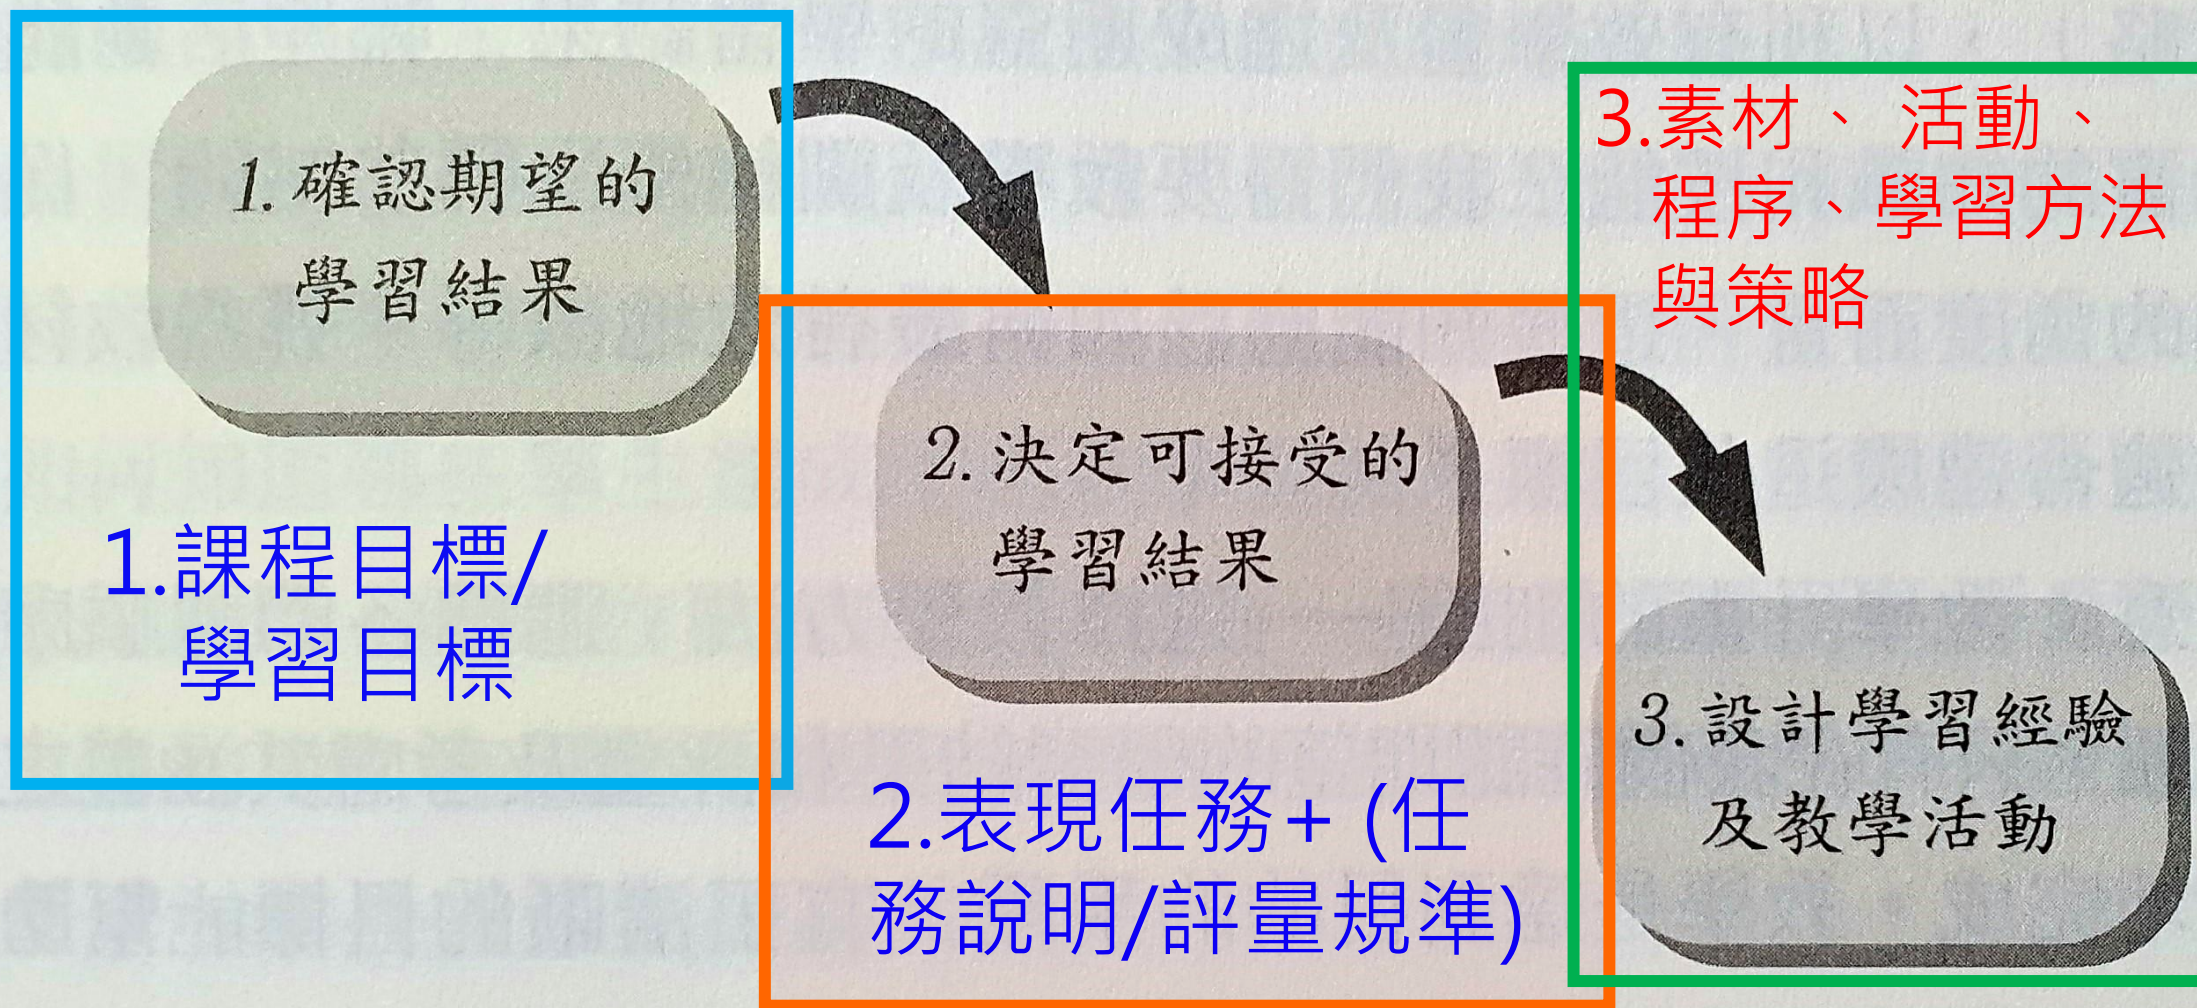 1. 確認期望的
學習結果
1.課程目標/
學習目標
2. 決定可接受的
學習結果
2.表現任務+ (任
務說明/評量規準)
3.素材、 活動、
程序、學習方法
與策略
3. 設計學習經驗
及教學活動